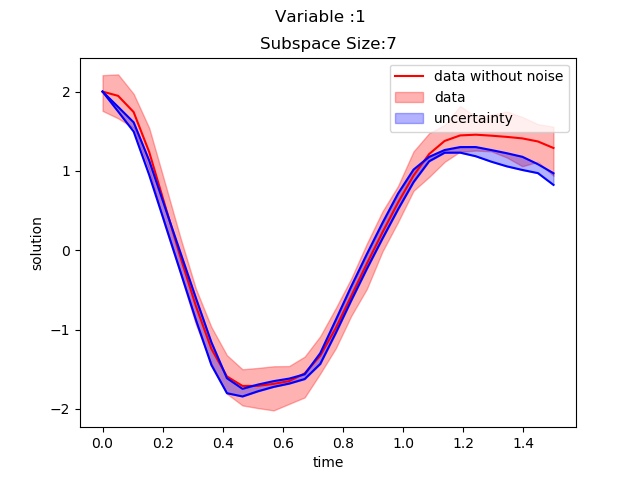 Variable :1
Subspace Size:7
data without noise
data
uncertainty
solution
2
1
0
−1
−2
0.0 0.2 0.4 0.6 0.8 1.0 1.2 1.4
time